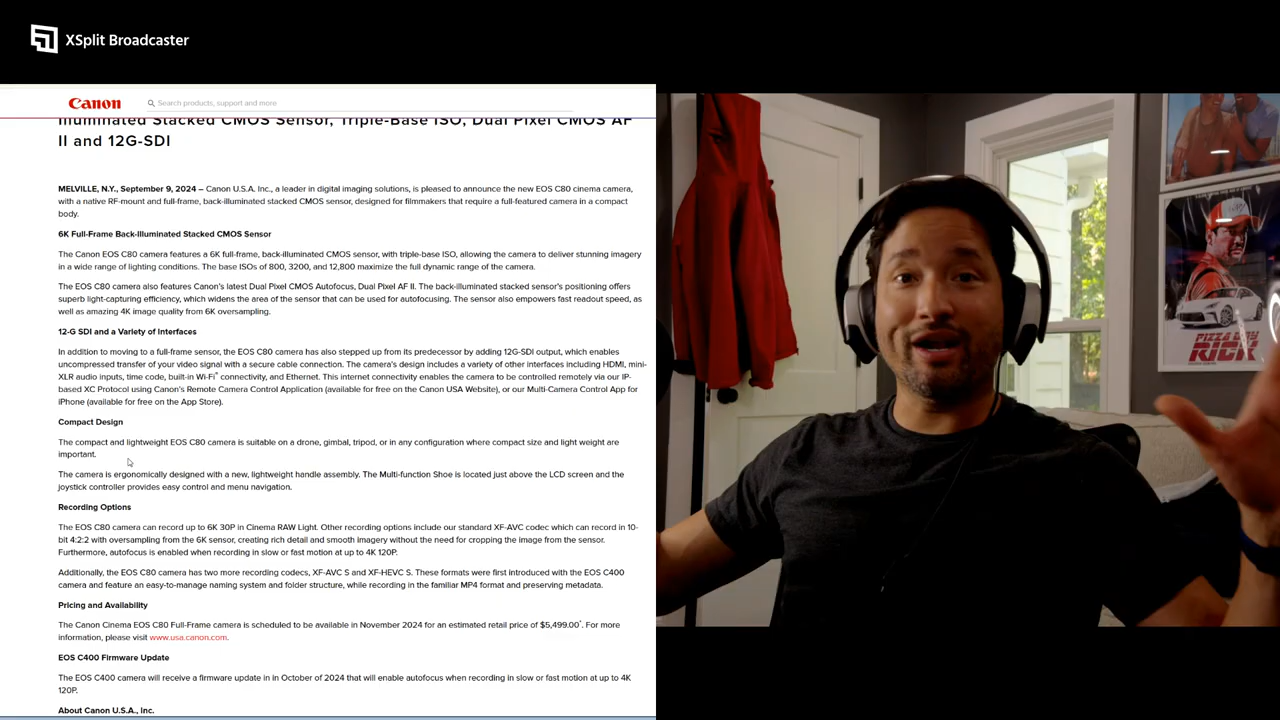 XSplit Broadcaster
Canon
Search products, support and more
Illuminated Stacked CMOS Sensor, Triple-Base ISO, Dual Pixel CMOS AF
II and 12G-SDI
MELVILLE, N.Y., September 9, 2024 – Canon U.S.A. Inc., a leader in digital imaging solutions, is pleased to announce the new EOS C80 cinema camera,
with a native RF-mount and full-frame, back-illuminated stacked CMOS sensor, designed for filmmakers that require a full-featured camera in a compact
body.
6K Full-Frame Back-Illuminated Stacked CMOS Sensor
The Canon EOS C80 camera features a 6K full-frame, back-illuminated CMOS sensor, with triple-base ISO, allowing the camera to deliver stunning imagery
in a wide range of lighting conditions. The base ISOs of 800, 3200, and 12,800 maximize the full dynamic range of the camera.
The EOS C80 camera also features Canon's latest Dual Pixel CMOS Autofocus, Dual Pixel AF II. The back-illuminated stacked sensor's positioning offers
superb light-capturing efficiency, which widens the area of the sensor that can be used for autofocusing. The sensor also empowers fast readout speed, as
well as amazing 4K image quality from 6K oversampling.
12-G SDI and a Variety of Interfaces
In addition to moving to a full-frame sensor, the EOS C80 camera has also stepped up from its predecessor by adding 12G-SDI output, which enables
uncompressed transfer of your video signal with a secure cable connection. The camera's design includes a variety of other interfaces including HDMI, mini-
XLR audio inputs, time code, built-in Wi-Fi* connectivity, and Ethernet. This internet connectivity enables the camera to be controlled remotely via our IP-
based XC Protocol using Canon's Remote Camera Control Application (available for free on the Canon USA Website), or our Multi-Camera Control App for
iPhone (available for free on the App Store).
Compact Design
The compact and lightweight EOS C80 camera is suitable on a drone, gimbal, tripod, or in any configuration where compact size and light weight are
important.
The camera is ergonomically designed with a new, lightweight handle assembly. The Multi-function Shoe is located just above the LCD screen and the
joystick controller provides easy control and menu navigation.
Recording Options
The EOS C80 camera can record up to 6K 30P in Cinema RAW Light. Other recording options include our standard XF-AVC codec which can record in 10-
bit 4:2:2 with oversampling from the 6K sensor, creating rich detail and smooth imagery without the need for cropping the image from the sensor.
Furthermore, autofocus is enabled when recording in slow or fast motion at up to 4K 120P.
Additionally, the EOS C80 camera has two more recording codecs, XF-AVC S and XF-HEVC S. These formats were first introduced with the EOS C400
camera and feature an easy-to-manage naming system and folder structure, while recording in the familiar MP4 format and preserving metadata.
Pricing and Availability
The Canon Cinema EOS C80 Full-Frame camera is scheduled to be available in November 2024 for an estimated retail price of $5,499.00*. For more
information, please visit www.usa.canon.com.
EOS C400 Firmware Update
The EOS C400 camera will receive a firmware update in in October of 2024 that will enable autofocus when recording in slow or fast motion at up to 4K
120P.
About Canon U.S.A., Inc.
PIZZA DAY
RICH